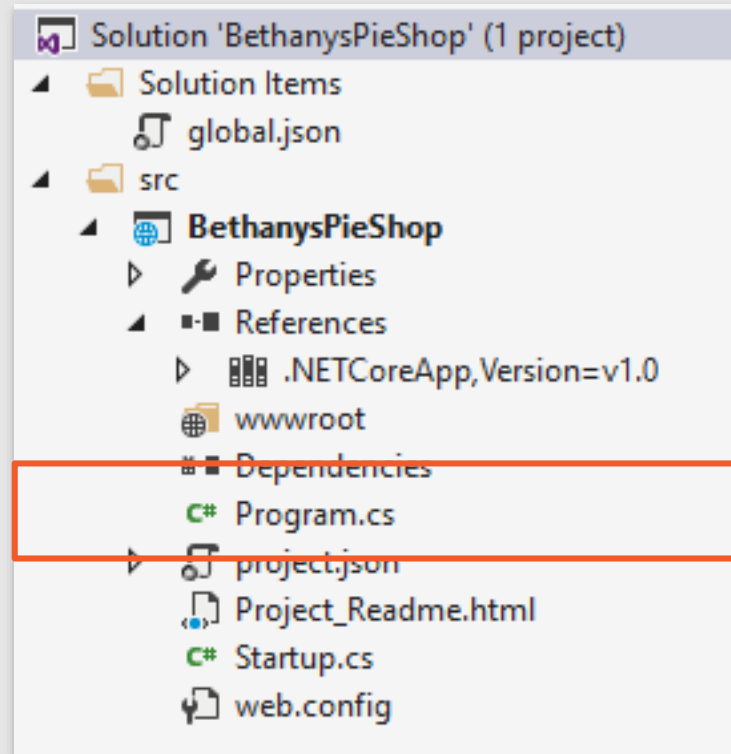 Solution 'BethanysPieShop' (1 project)
Solution Items
global.json
src
BethanysPieShop
Properties
References
.NETCoreApp,Version=v1.0
wwwroot
Dependencies
C# Program.cs
project.json
Project_Readme.html
C# Startup.cs
web.config